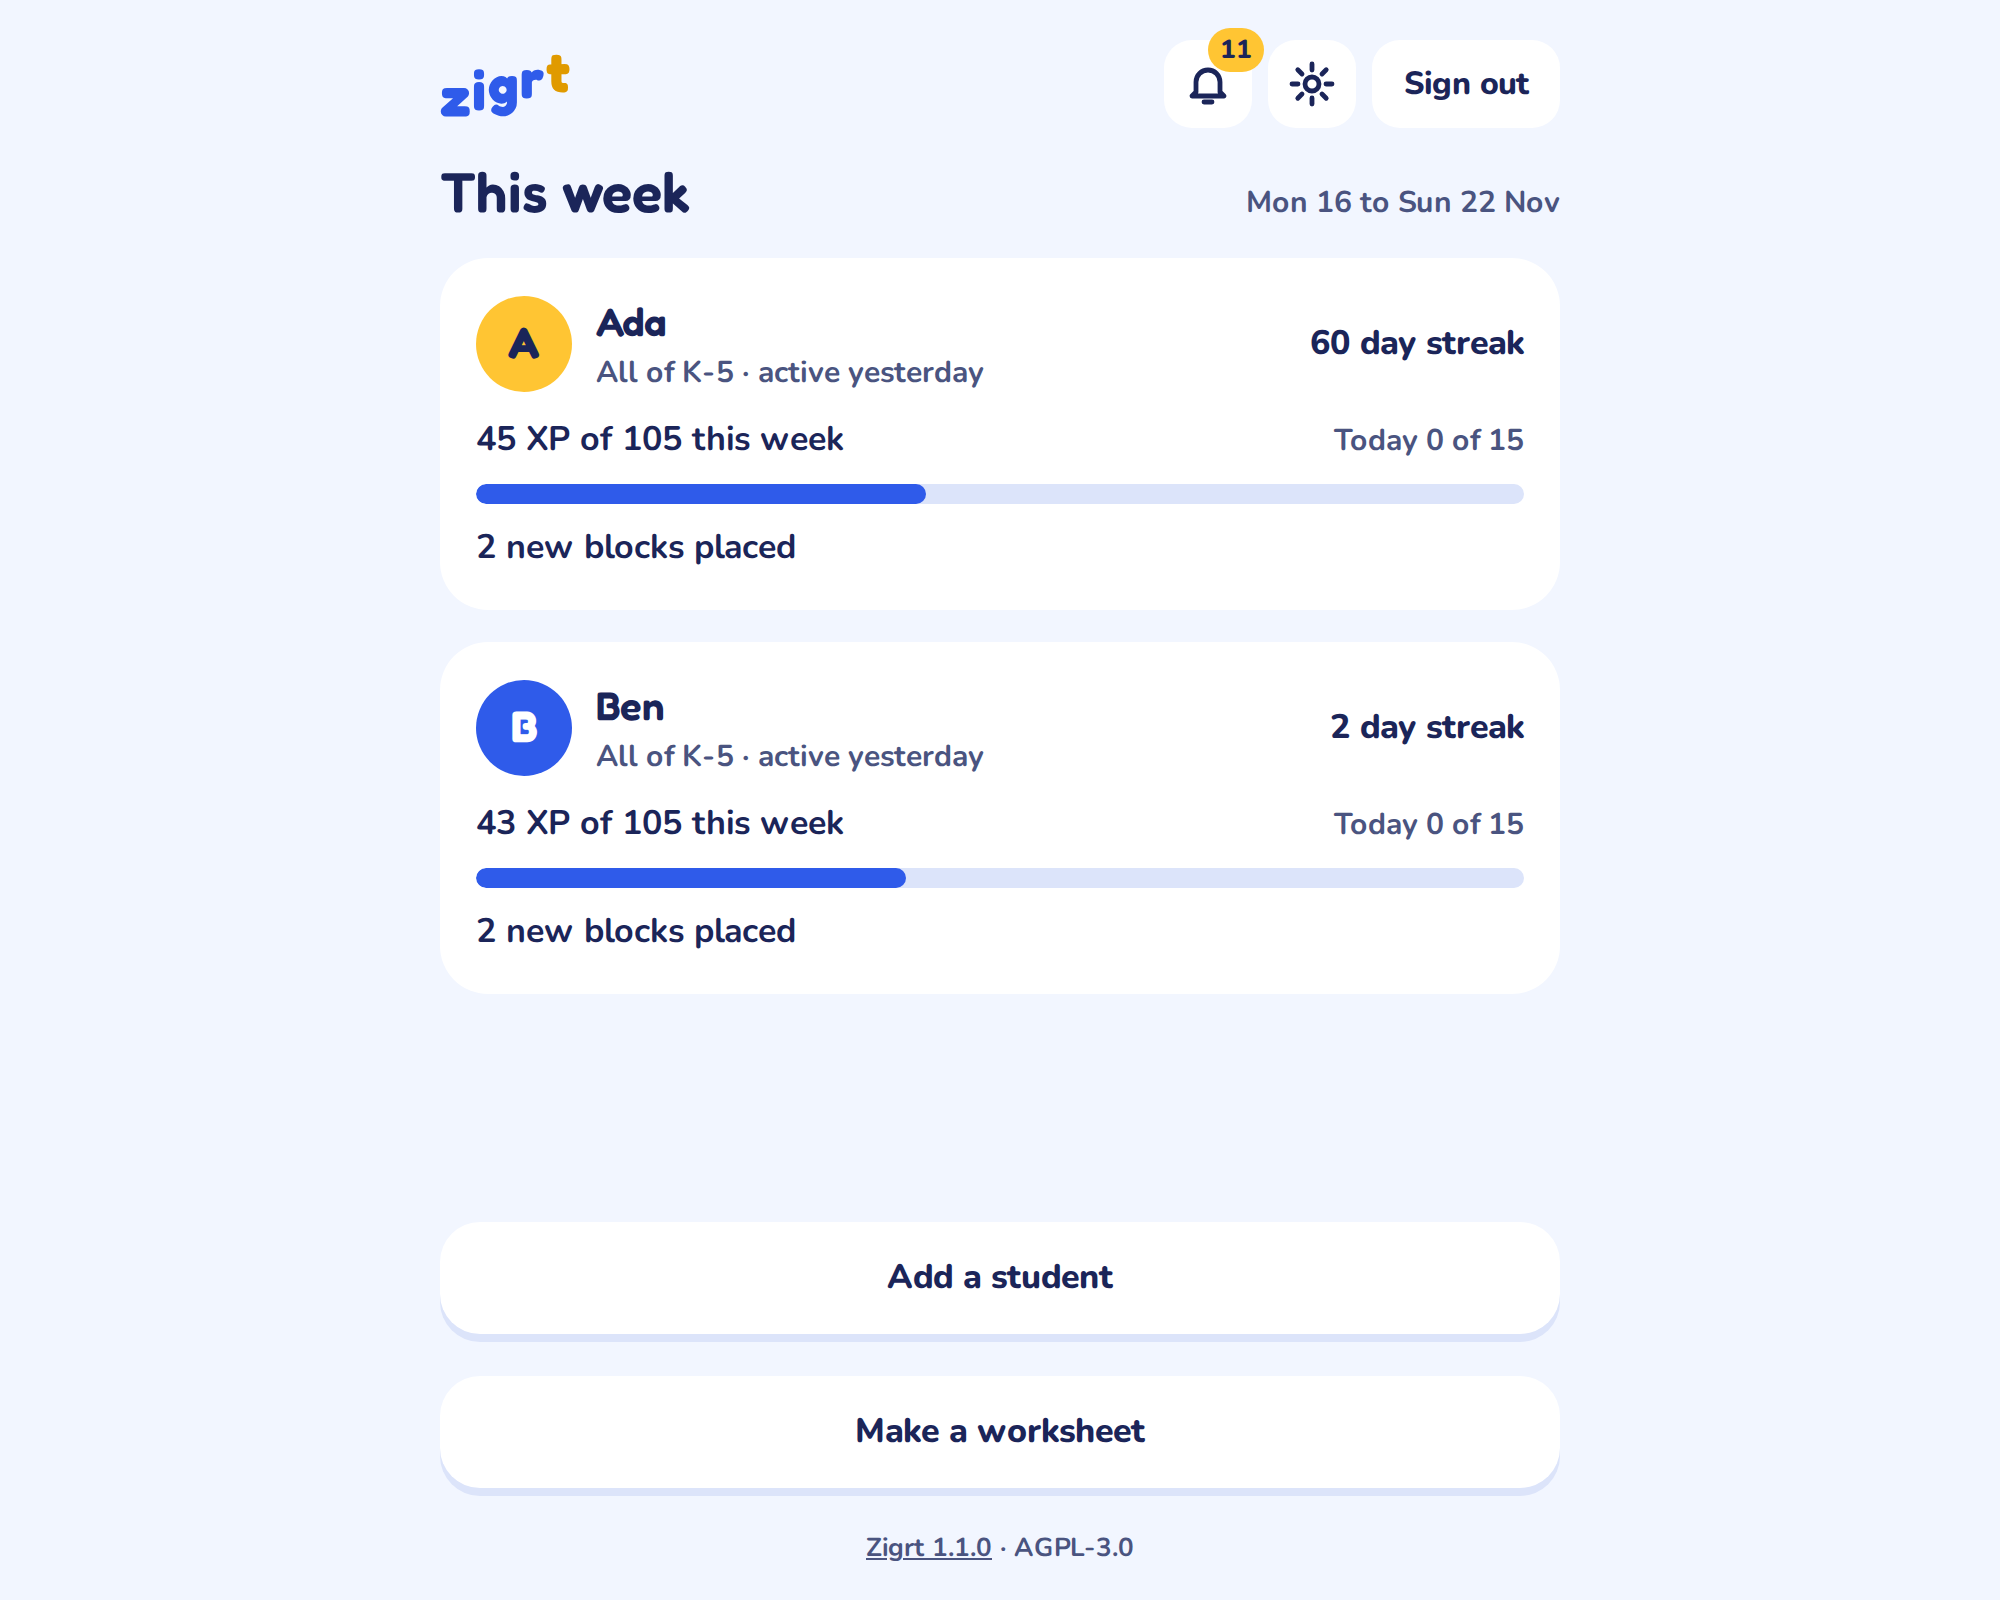 zigrt
11
Sign out
This week
Mon 16 to Sun 22 Nov
A
Ada
All of K-5 · active yesterday
60 day streak
45 XP of 105 this week
Today 0 of 15
2 new blocks placed
B
Ben
All of K-5 · active yesterday
2 day streak
43 XP of 105 this week
Today 0 of 15
2 new blocks placed
Add a student
Make a worksheet
Zigrt 1.1.0 · AGPL-3.0